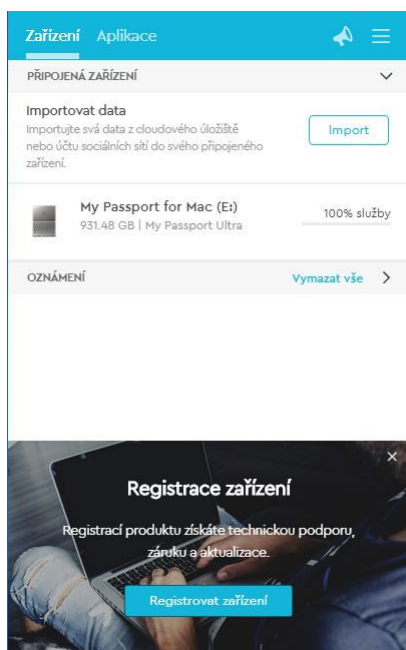 Zařízení Aplikace
PŘIPOJENÁ ZAŘÍZENÍ
Importovat data
Importujte svá data z cloudového úložiště
nebo účtu sociálních sítí do svého připojeného
zařízení.
Import
My Passport for Mac (E:)
931.48 GB | My Passport Ultra
100% služby
OZNÁMENÍ
Vymazat vše
Registrace zařízení
Registrací produktu získáte technickou podporu,
záruku a aktualizace.
Registrovat zařízení